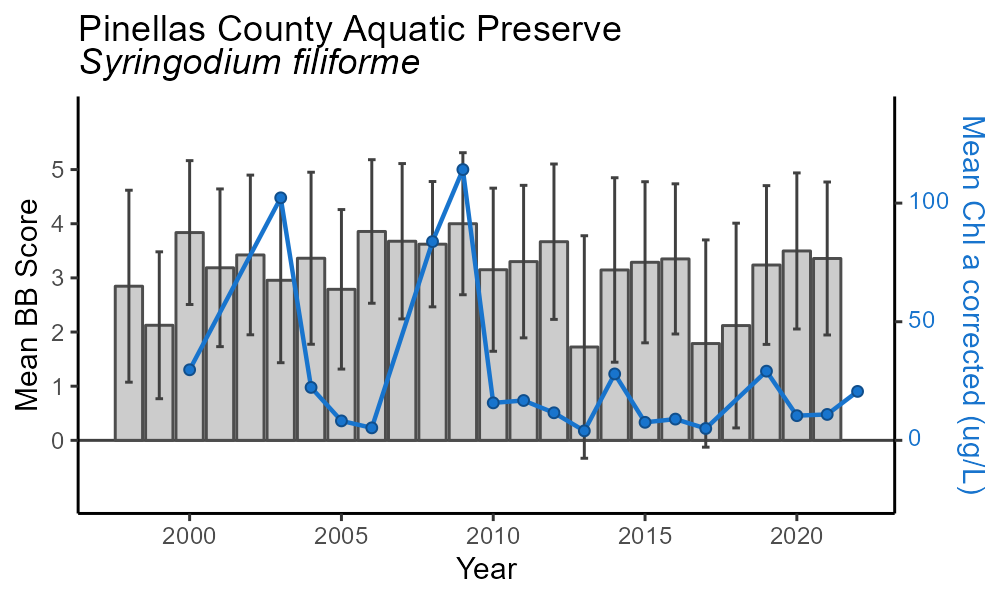 Pinellas County Aquatic Preserve
Syringodium filiforme
Mean BB Score
5
4
3
2
1
0
100
50
0
Mean Chl a corrected (ug/L)
2000
2005
2010
2015
2020
Year